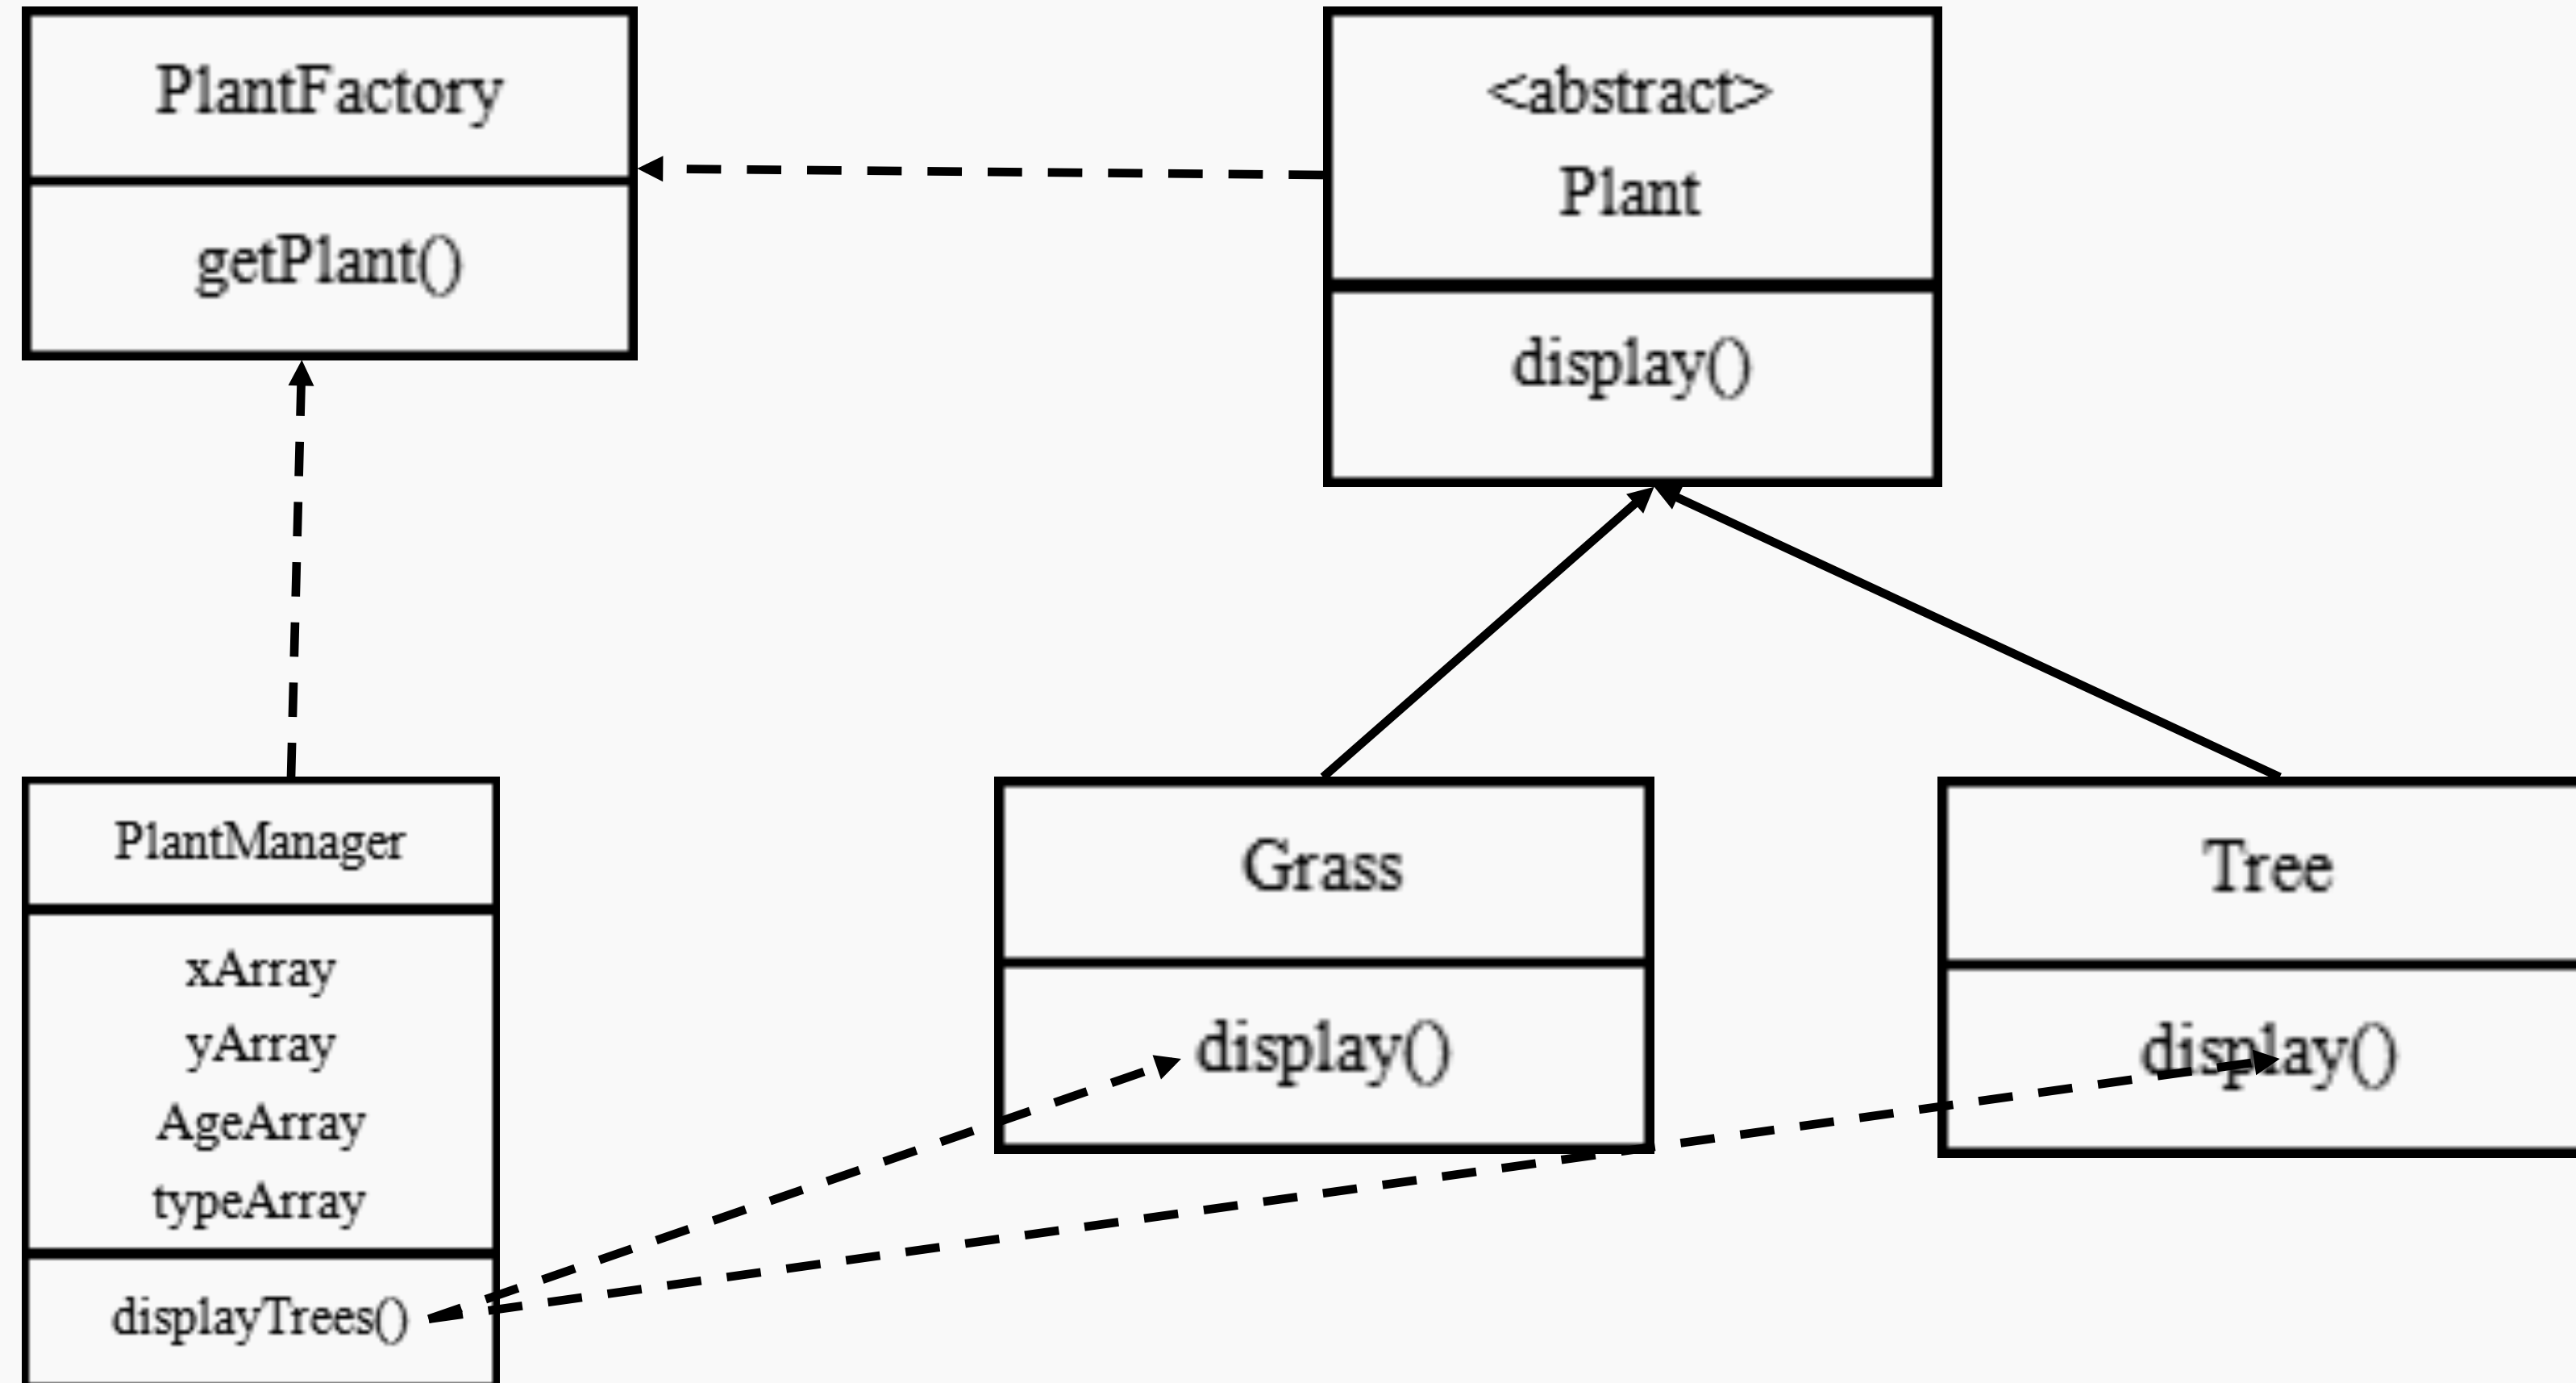 PlantFactory
getPlant()
<abstract>
Plant
display()
PlantManager
xArray
yArray
AgeArray
typeArray
displayTrees()
Grass
display()
Tree
display()